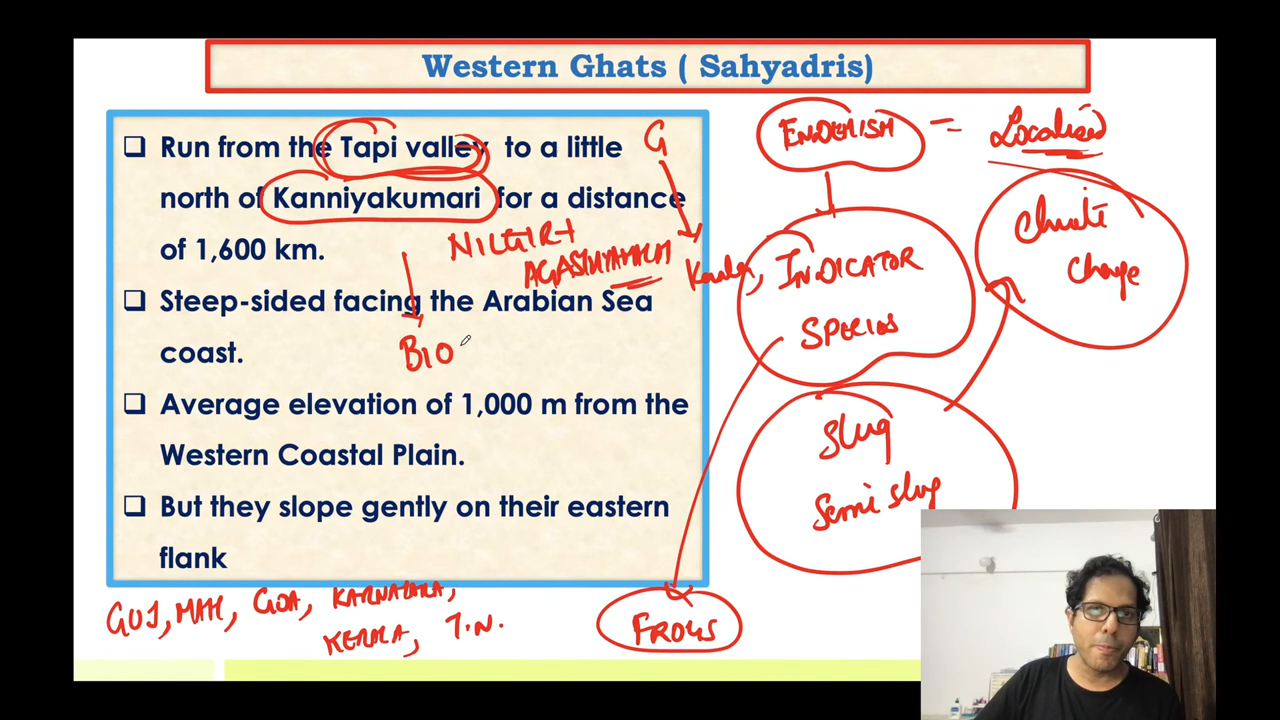 Western Ghats ( Sahyadris)
❑ Run from the Tapi valley to a little
north of Kanniyakumari for a distance
of 1,600 km.
❑ Steep-sided facing the Arabian Sea
coast.
❑ Average elevation of 1,000 m from the
Western Coastal Plain.
❑ But they slope gently on their eastern
flank
G
NILGIRI
BIO
GUJ, MAH, GOA, KARNATAKA,
KERALA, T.N.
ENDEMISM = Localised
INDICATOR
SPECIES
Climate
Change
Slug
Semi slug
FROGS